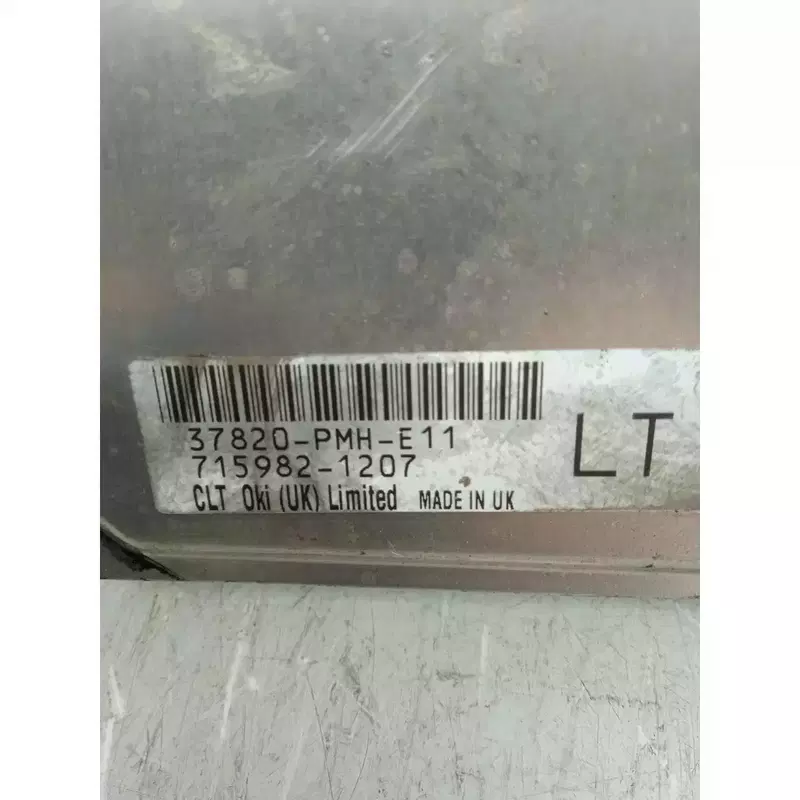 37820-PMH-E11
715982-1207
CLT Oki (UK) Limited MADE IN UK
LT